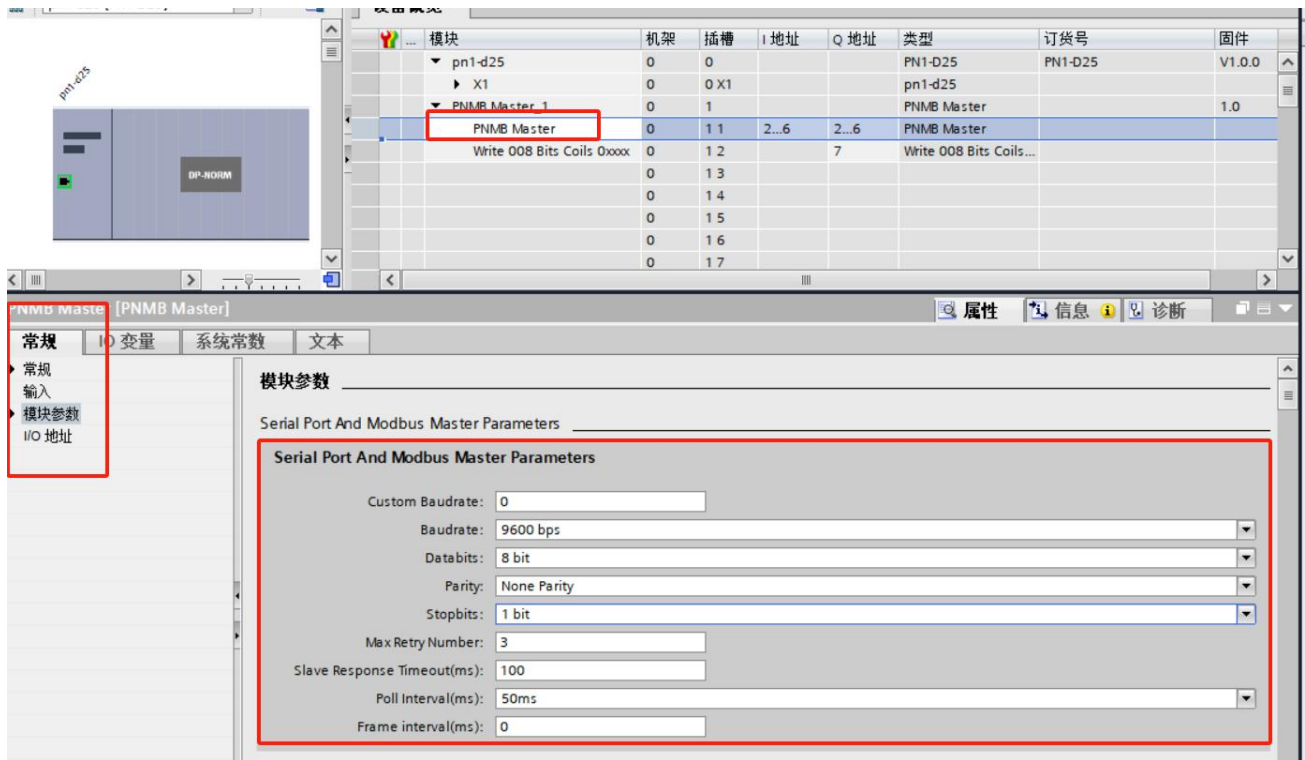 模块 机架 插槽 I 地址 Q 地址 类型 订货号 固件
pn1-d25 0 0 PN1-D25 PN1-D25 V1.0.0
X1 0 0 X1 pn1-d25
PNMB Master_1 0 1 PNMB Master 1.0
PNMB Master 0 1 1 2...6 2...6 PNMB Master
Write 008 Bits Coils 0xxxx 0 1 2 7 Write 008 Bits Coils...
0 1 3
0 1 4
0 1 5
0 1 6
0 1 7
pn1-d25
DP-NORM
PNMB Master [PNMB Master]
属性 信息 诊断
常规 IO 变量 系统常数 文本
常规
输入
模块参数
I/O 地址
模块参数
Serial Port And Modbus Master Parameters
Serial Port And Modbus Master Parameters
Custom Baudrate: 0
Baudrate: 9600 bps
Databits: 8 bit
Parity: None Parity
Stopbits: 1 bit
Max Retry Number: 3
Slave Response Timeout(ms): 100
Poll Interval(ms): 50ms
Frame interval(ms): 0